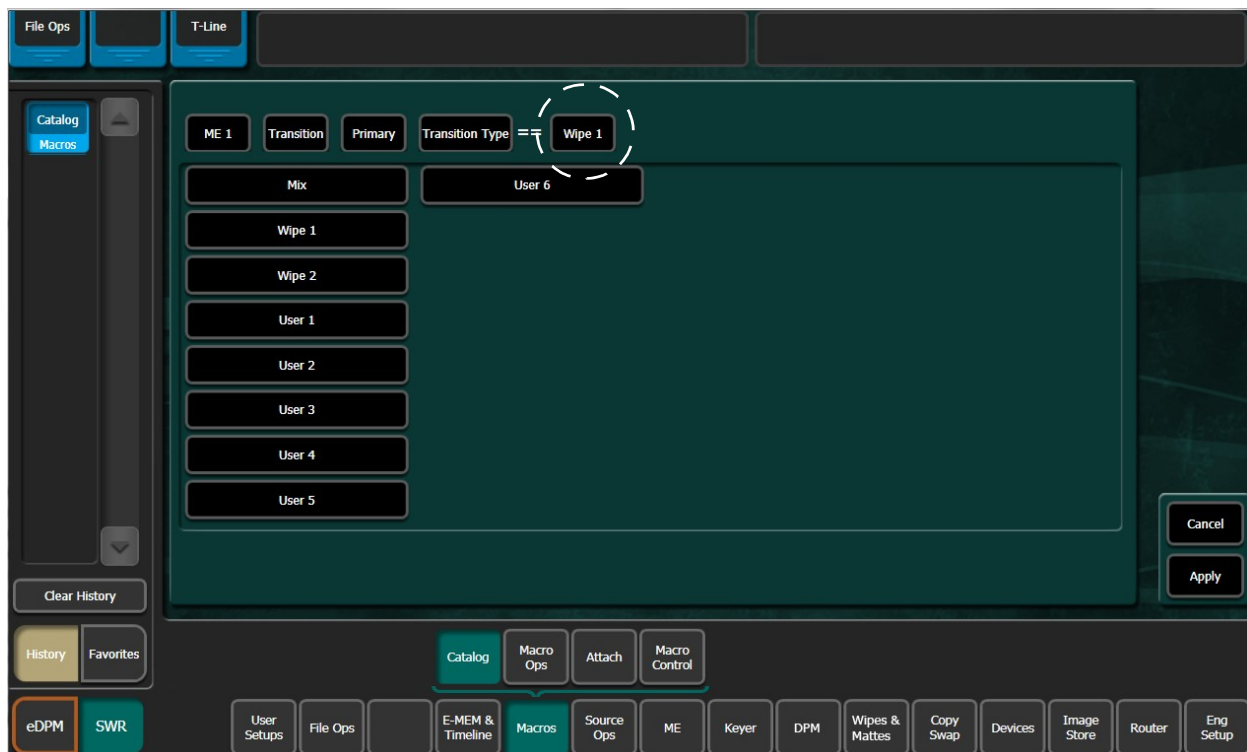 File Ops
T-Line
Catalog
Macros
ME 1 Transition Primary Transition Type == Wipe 1
Mix User 6
Wipe 1
Wipe 2
User 1
User 2
User 3
User 4
User 5
Cancel
Apply
Clear History
History Favorites
Catalog
Macro
Ops
Attach
Macro
Control
eDPM SWR
User
Setups
File Ops
E-MEM &
Timeline
Macros
Source
Ops
ME
Keyer
DPM
Wipes &
Mattes
Copy
Swap
Devices
Image
Store
Router
Eng
Setup